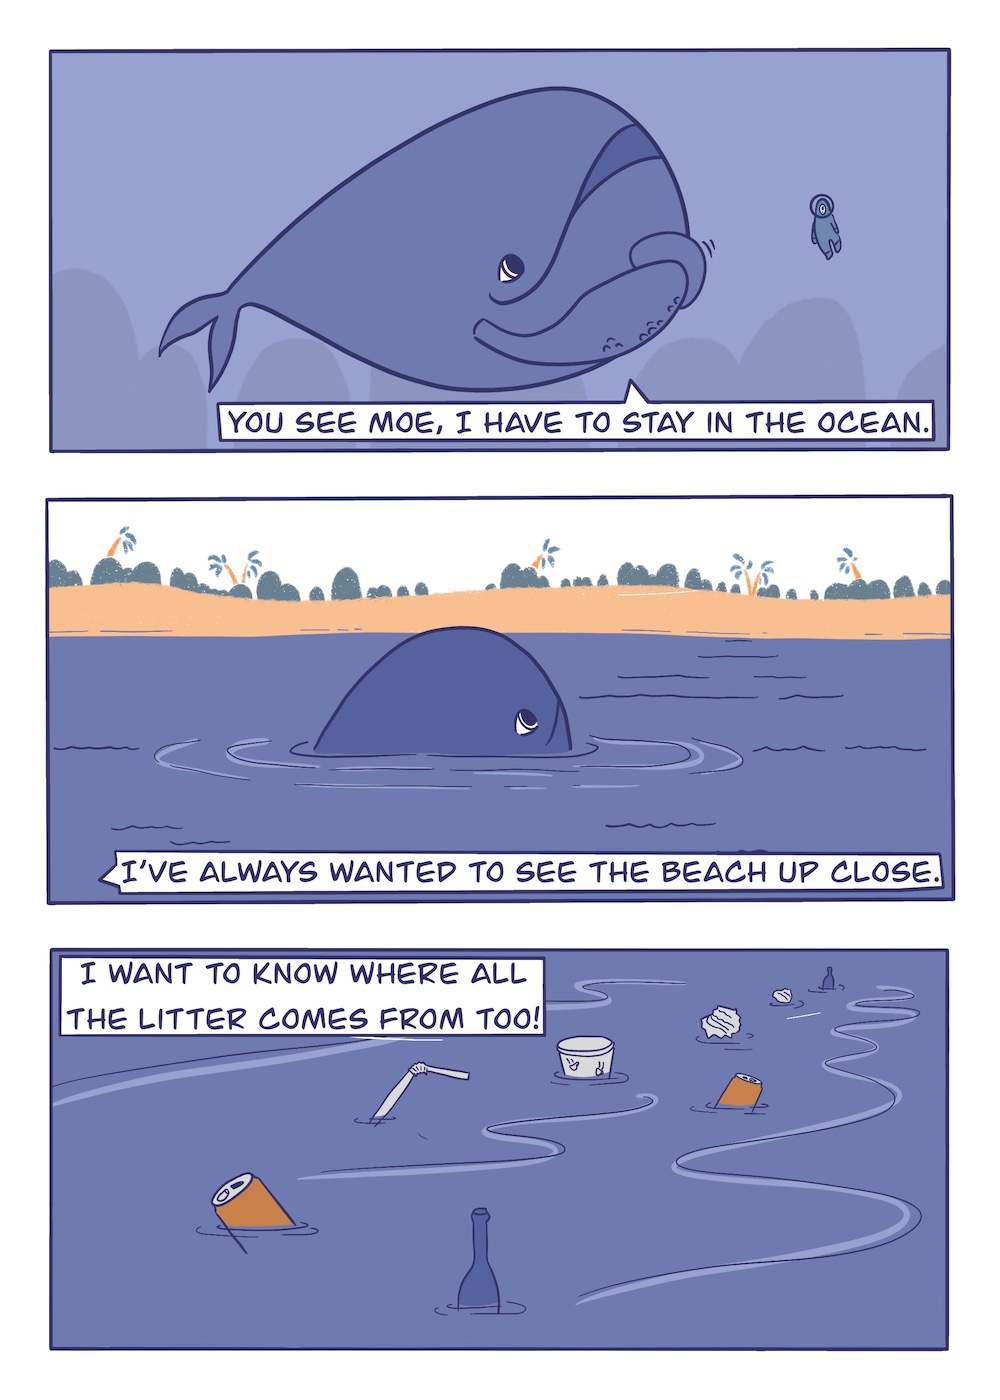 YOU SEE MOE, I HAVE TO STAY IN THE OCEAN.
I'VE ALWAYS WANTED TO SEE THE BEACH UP CLOSE.
I WANT TO KNOW WHERE ALL
THE LITTER COMES FROM TOO!